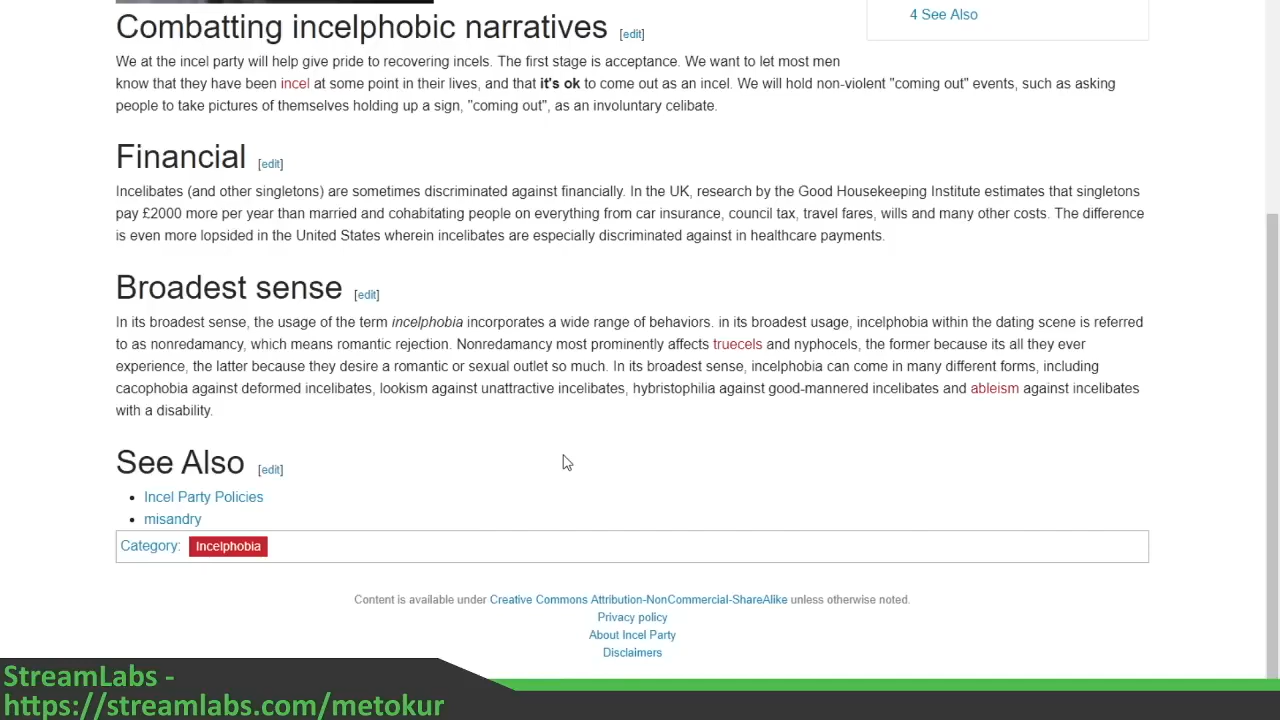 4 See Also
Combatting incelphobic narratives [edit]
We at the incel party will help give pride to recovering incels. The first stage is acceptance. We want to let most men
know that they have been incel at some point in their lives, and that it's ok to come out as an incel. We will hold non-violent "coming out" events, such as asking
people to take pictures of themselves holding up a sign, "coming out", as an involuntary celibate.
Financial [edit]
Incelibates (and other singletons) are sometimes discriminated against financially. In the UK, research by the Good Housekeeping Institute estimates that singletons
pay £2000 more per year than married and cohabitating people on everything from car insurance, council tax, travel fares, wills and many other costs. The difference
is even more lopsided in the United States wherein incelibates are especially discriminated against in healthcare payments.
Broadest sense [edit]
In its broadest sense, the usage of the term incelphobia incorporates a wide range of behaviors. in its broadest usage, incelphobia within the dating scene is referred
to as nonredamancy, which means romantic rejection. Nonredamancy most prominently affects truecels and nyphocels, the former because its all they ever
experience, the latter because they desire a romantic or sexual outlet so much. In its broadest sense, incelphobia can come in many different forms, including
cacophobia against deformed incelibates, lookism against unattractive incelibates, hybristophilia against good-mannered incelibates and ableism against incelibates
with a disability.
See Also [edit]
Incel Party Policies
misandry
Category: Incelphobia
Content is available under Creative Commons Attribution-NonCommercial-ShareAlike unless otherwise noted.
Privacy policy
About Incel Party
Disclaimers
StreamLabs -
https://streamlabs.com/metokur